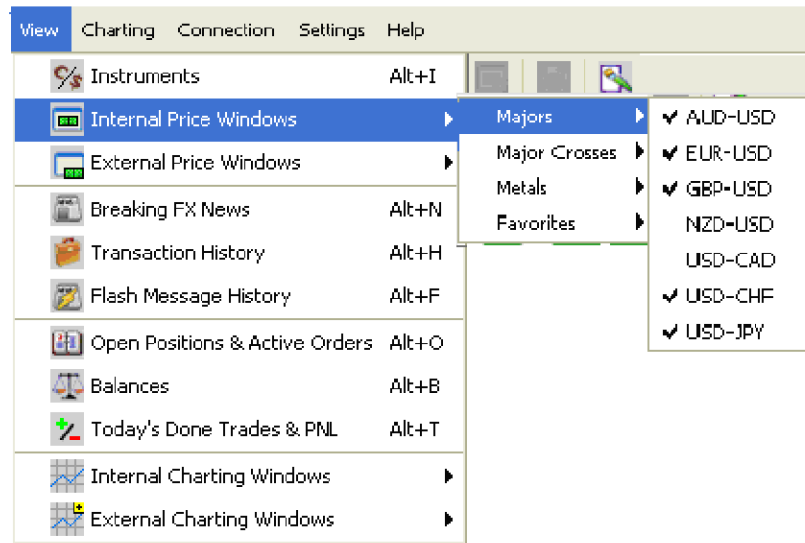 View Charting Connection Settings Help
Instruments Alt+I
Internal Price Windows
External Price Windows
Breaking FX News Alt+N
Transaction History Alt+H
Flash Message History Alt+F
Open Positions & Active Orders Alt+O
Balances Alt+B
Today's Done Trades & PNL Alt+T
Internal Charting Windows
External Charting Windows
Majors
Major Crosses
Metals
Favorites
AUD-USD
EUR-USD
GBP-USD
NZD-USD
USD-CAD
USD-CHF
USD-JPY